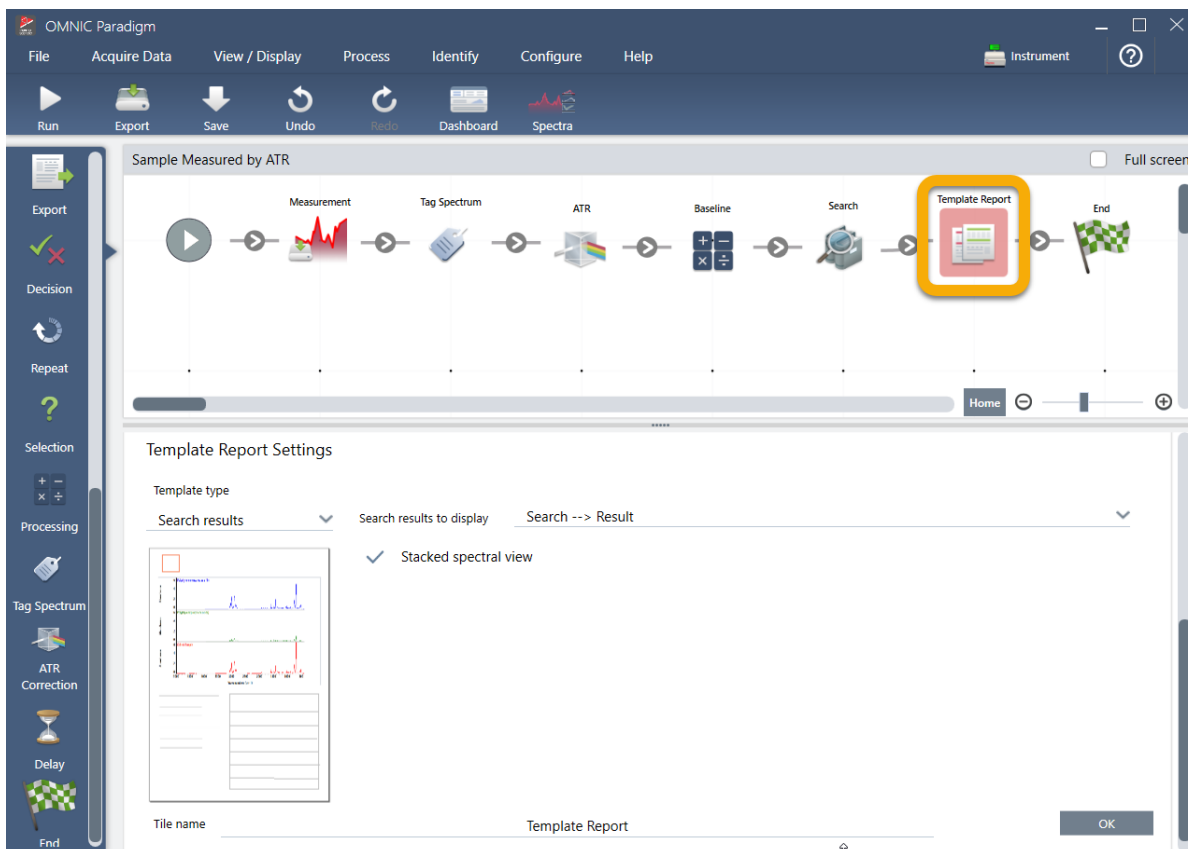 OMNIC Paradigm
File Acquire Data View / Display Process Identify Configure Help Instrument
Run Export Save Undo Redo Dashboard Spectra
Sample Measured by ATR Full screen
Export
Decision
Repeat
Selection
Processing
Tag Spectrum
ATR
Correction
Delay
End
Measurement Tag Spectrum ATR Baseline Search Template Report End
Home
Template Report Settings
Template type
Search results Search results to display Search --> Result
Stacked spectral view
Tile name Template Report OK